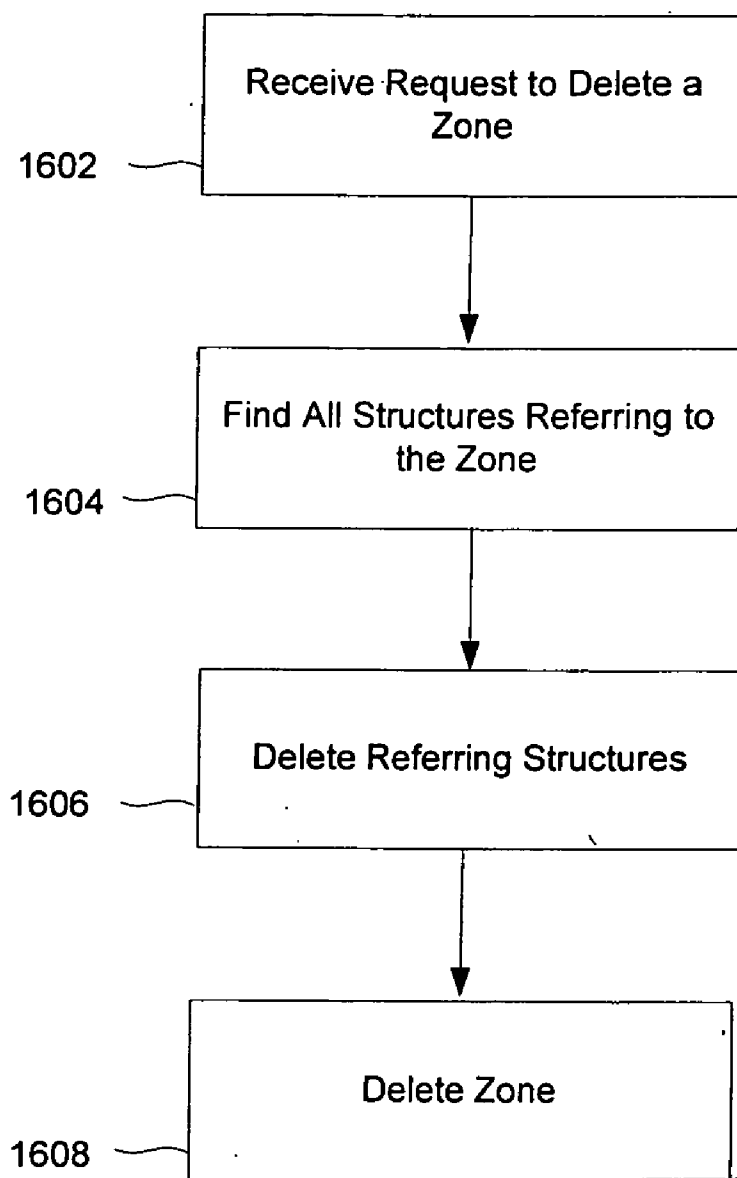 Receive Request to Delete a
Zone
1602
Find All Structures Referring to
the Zone
1604
Delete Referring Structures
1606
Delete Zone
1608